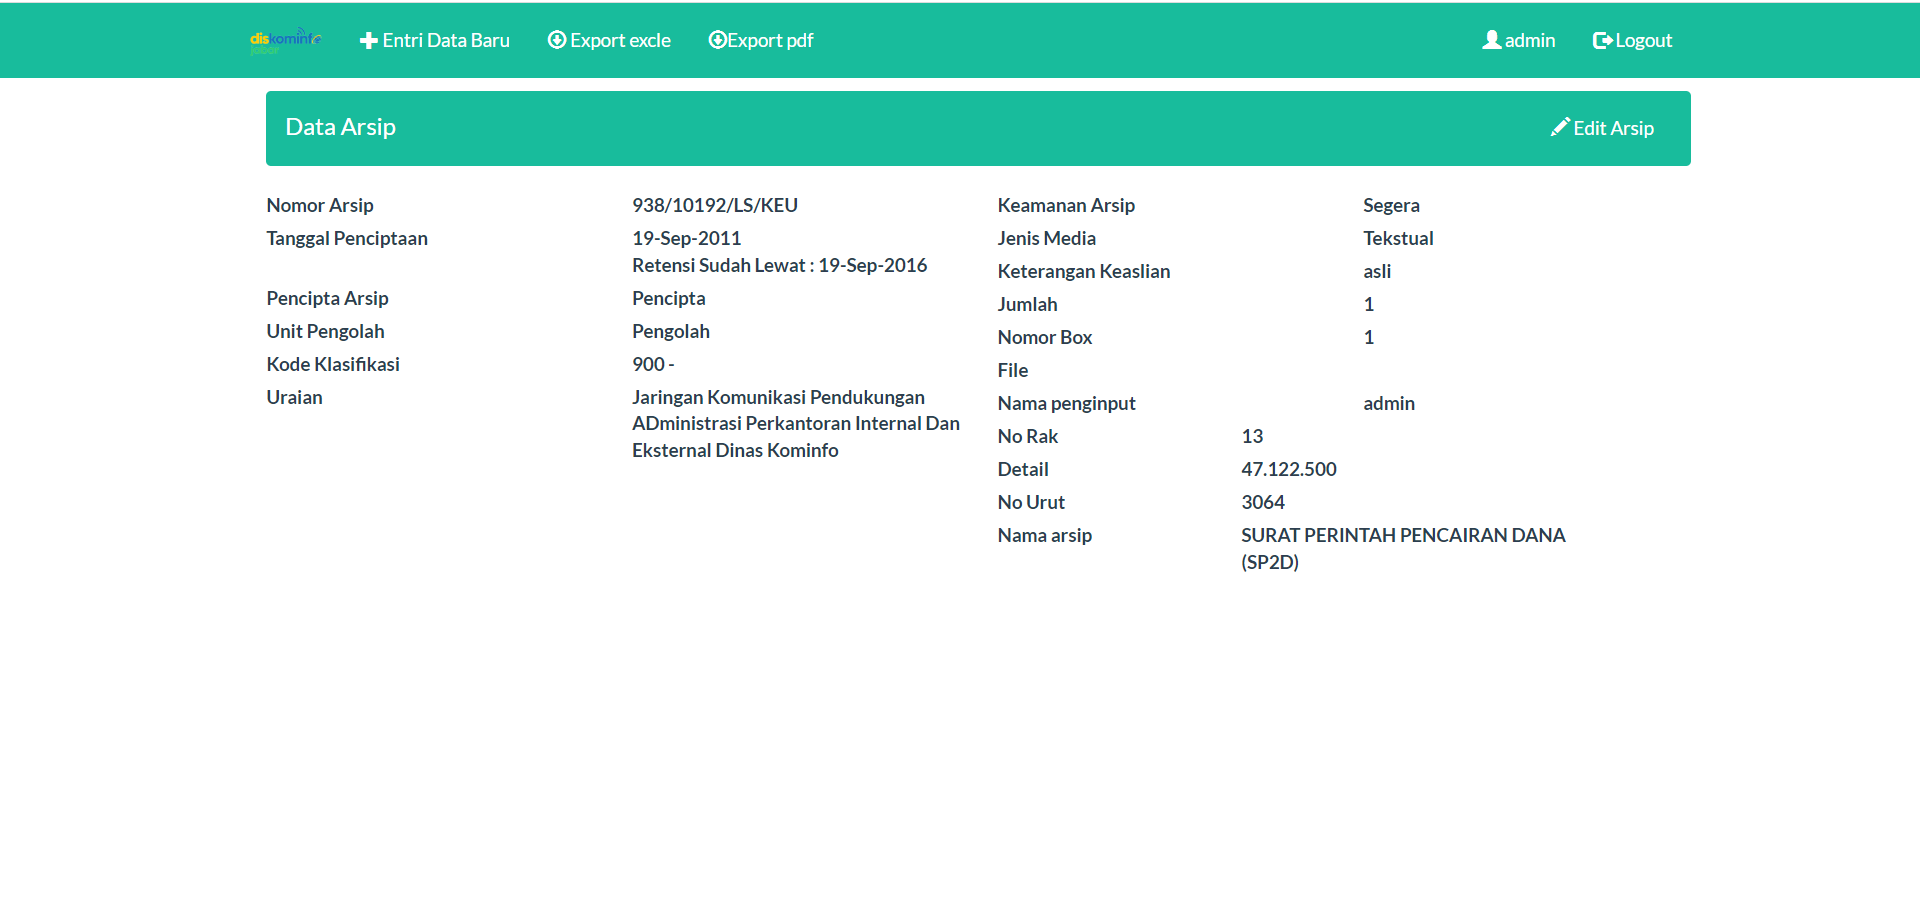 diskominfo
jabar
Entri Data Baru
Export excle
Export pdf
admin
Logout
Data Arsip
Edit Arsip
Nomor Arsip 938/10192/LS/KEU
Tanggal Penciptaan 19-Sep-2011
Retensi Sudah Lewat : 19-Sep-2016
Pencipta Arsip Pencipta
Unit Pengolah Pengolah
Kode Klasifikasi 900 -
Uraian Jaringan Komunikasi Pendukungan
ADministrasi Perkantoran Internal Dan
Eksternal Dinas Kominfo
Keamanan Arsip Segera
Jenis Media Tekstual
Keterangan Keaslian asli
Jumlah 1
Nomor Box 1
File
Nama penginput admin
No Rak 13
Detail 47.122.500
No Urut 3064
Nama arsip SURAT PERINTAH PENCAIRAN DANA
(SP2D)